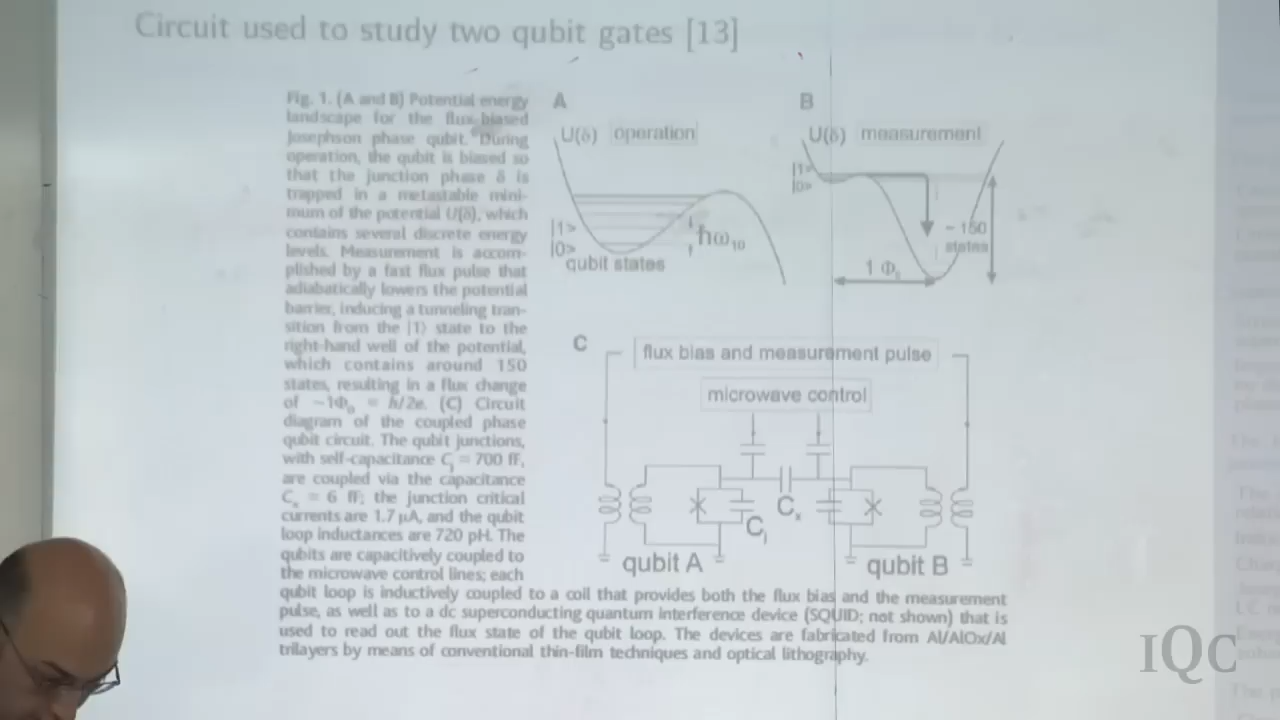 Circuit used to study two qubit gates [13]
Fig. 1. (A and B) Potential energy
landscape for the flux-biased
Josephson phase qubit. During
operation, the qubit is biased so
that the junction phase δ is
trapped in a metastable mini-
mum of the potential U(δ), which
contains several discrete energy
levels. Measurement is accom-
plished by a fast flux pulse that
adiabatically lowers the potential
barrier, inducing a tunneling tran-
sition from the |1⟩ state to the
right-hand well of the potential,
which contains around 150
states, resulting in a flux change
of ~1Φ₀ = h/2e. (C) Circuit
diagram of the coupled phase
qubit circuit. The qubit junctions,
with self-capacitance Cⱼ = 700 fF,
are coupled via the capacitance
Cₓ = 6 fF; the junction critical
currents are 1.7 μA, and the qubit
loop inductances are 720 pH. The
qubits are capacitively coupled to
the microwave control lines; each
qubit loop is inductively coupled to a coil that provides both the flux bias and the measurement
pulse, as well as to a dc superconducting quantum interference device (SQUID; not shown) that is
used to read out the flux state of the qubit loop. The devices are fabricated from Al/AlOx/Al
trilayers by means of conventional thin-film techniques and optical lithography.
A
U(δ) operation
|1>
|0>
ħω₁₀
qubit states
B
U(δ) measurement
|1>
|0>
~ 150
states
1 Φ₀
C
flux bias and measurement pulse
microwave control
Cₓ
Cⱼ
qubit A
qubit B
IQC